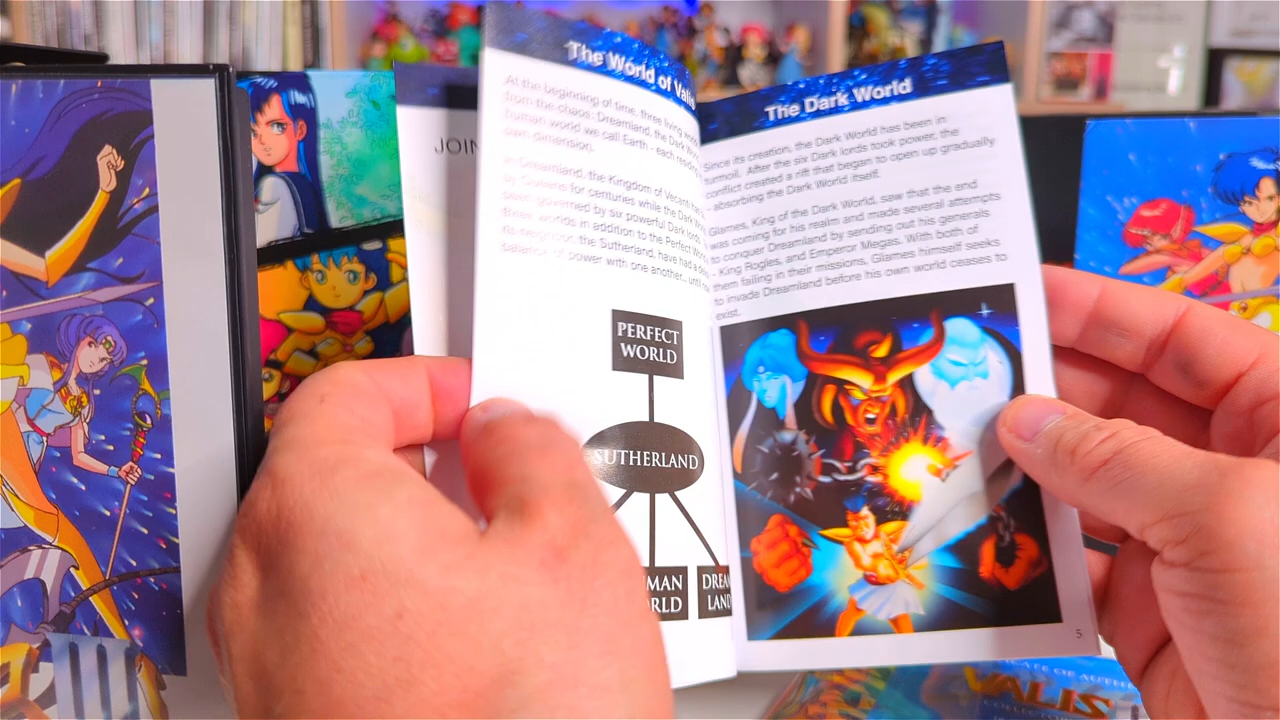 JOIN
The World of Valis
At the beginning of time, three living
from the chaos: Dreamland, the Dark
human world we call Earth - each
own dimension).
In Dreamland, the Kingdom of Vecanti
by Queens for centuries while the Dark
been governed by six powerful Dark lords.
these worlds in addition to the Perfect
its neighbour, the Sutherland, have had a
balance of power with one another... until
PERFECT
WORLD
SUTHERLAND
MAN
RLD
DREA
LAND
The Dark World
Since its creation, the Dark World has been in
turmoil. After the six Dark lords took power, the
conflict created a rift that began to open up gradually
absorbing the Dark World itself.
Glames, King of the Dark World, saw that the end
was coming for his realm and made several attempts
to conquer Dreamland by sending out his generals
- King Rogles, and Emperor Megas. With both of
them failing in their missions, Glames himself seeks
to invade Dreamland before his own world ceases to
exist.
5
III
CATE OF AUTH
VALIS
COLLECTOR